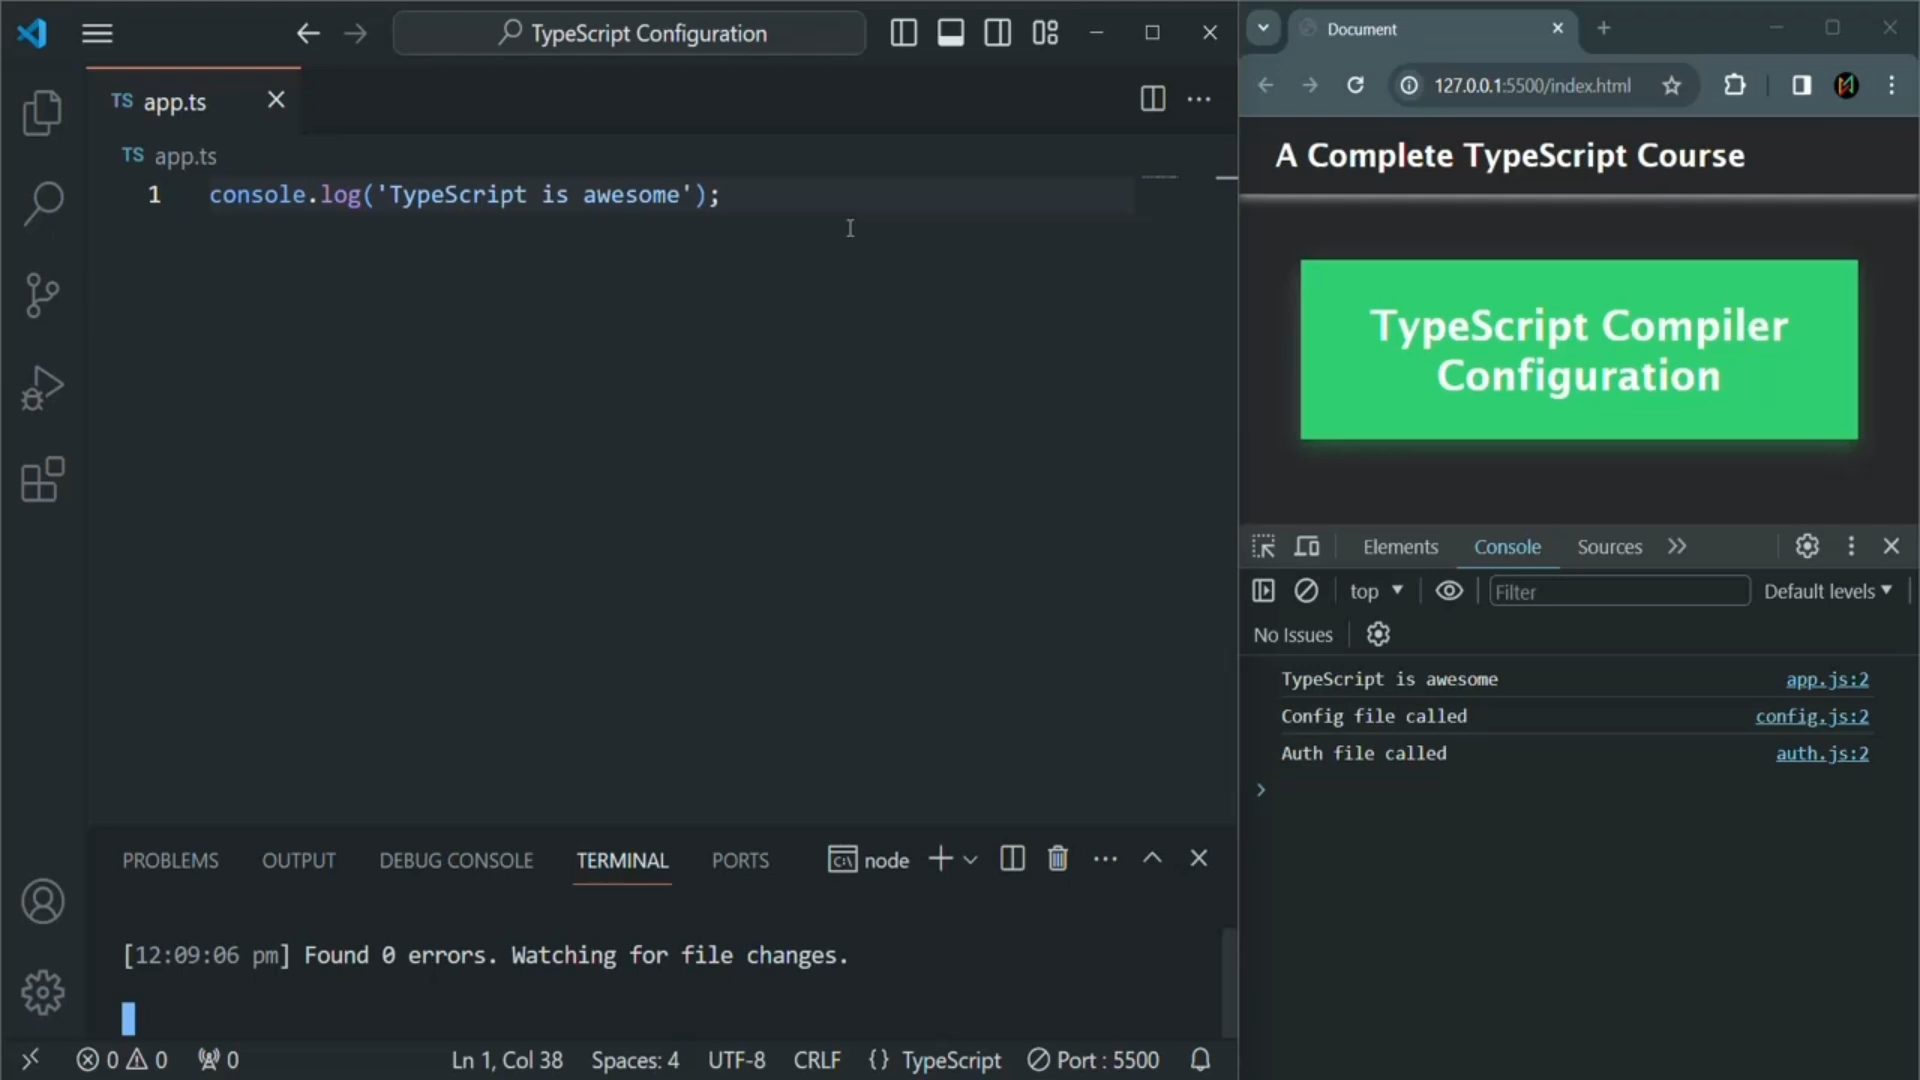 TypeScript Configuration
TS app.ts
TS app.ts
1 console.log('TypeScript is awesome');
PROBLEMS OUTPUT DEBUG CONSOLE TERMINAL PORTS node
[12:09:06 pm] Found 0 errors. Watching for file changes.
0 0 0 Ln 1, Col 38 Spaces: 4 UTF-8 CRLF {} TypeScript Port : 5500
Document
127.0.0.1:5500/index.html
A Complete TypeScript Course
TypeScript Compiler
Configuration
Elements Console Sources
top Filter Default levels
No Issues
TypeScript is awesome app.js:2
Config file called config.js:2
Auth file called auth.js:2